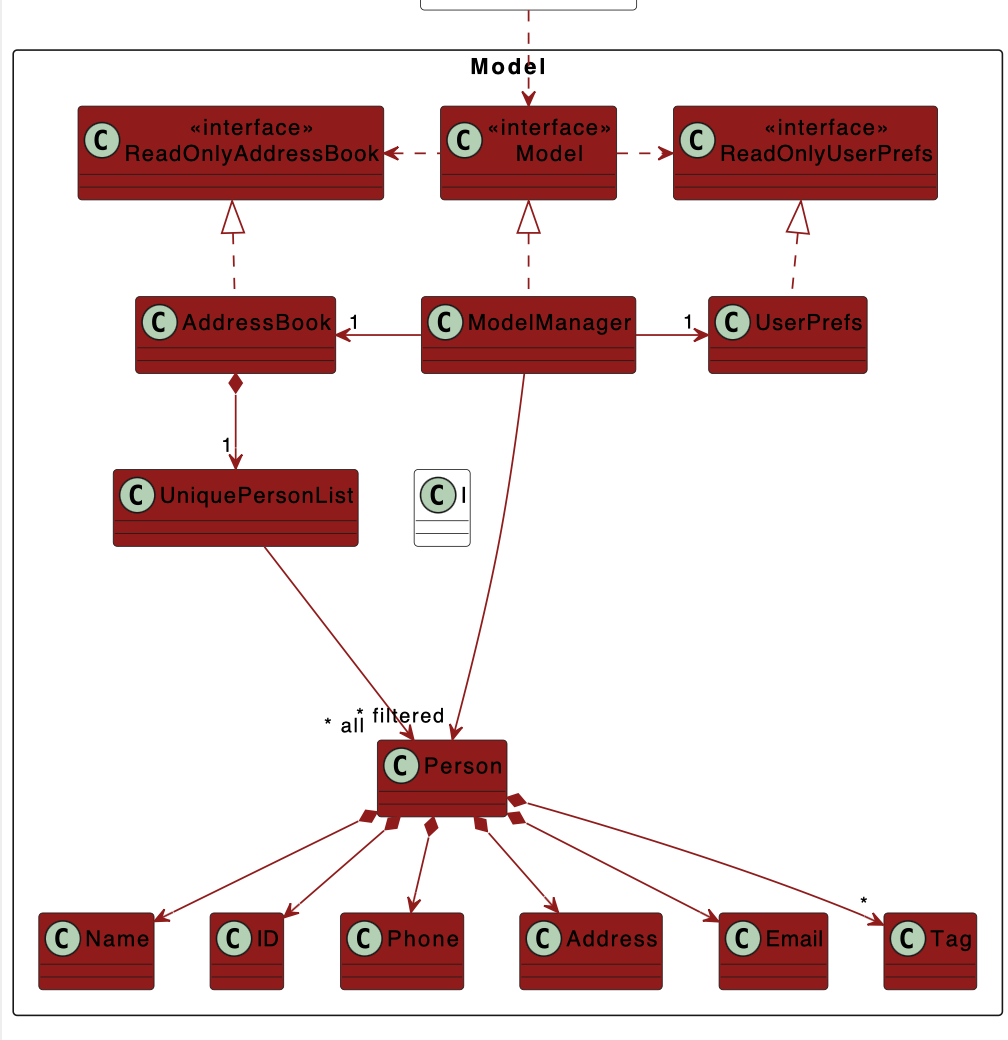 Model
C
«interface»
ReadOnlyAddressBook
C
«interface»
Model
C
«interface»
ReadOnlyUserPrefs
C AddressBook
1
C ModelManager
1
C UserPrefs
1
C UniquePersonList
C I
* all
* filtered
C Person
*
C Name
C ID
C Phone
C Address
C Email
C Tag